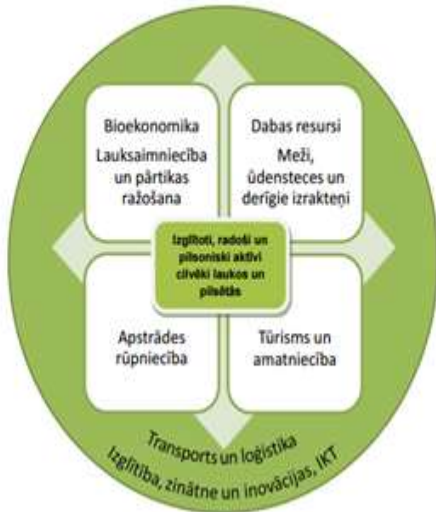 Bioekonomika
Lauksaimniecība
un pārtikas
ražošana
Dabas resursi
Meži,
ūdensteces un
derīgie izrakteņi
Izglītoti, radoši un
pilsoniski aktīvi
cilvēki laukos un
pilsētās
Apstrādes
rūpniecība
Tūrisms un
amatniecība
Transports un loģistika
Izglītība, zinātne un inovācijas, IKT